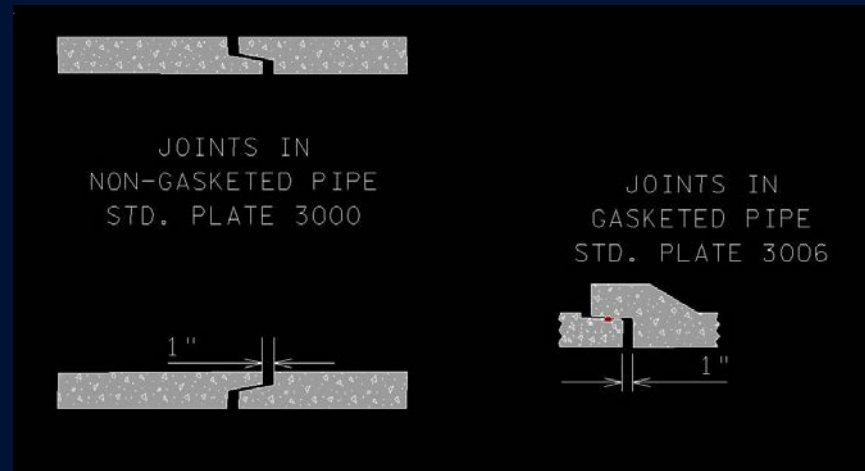 JOINTS IN
NON-GASKETED PIPE
STD. PLATE 3000
1"
JOINTS IN
GASKETED PIPE
STD. PLATE 3006
1"